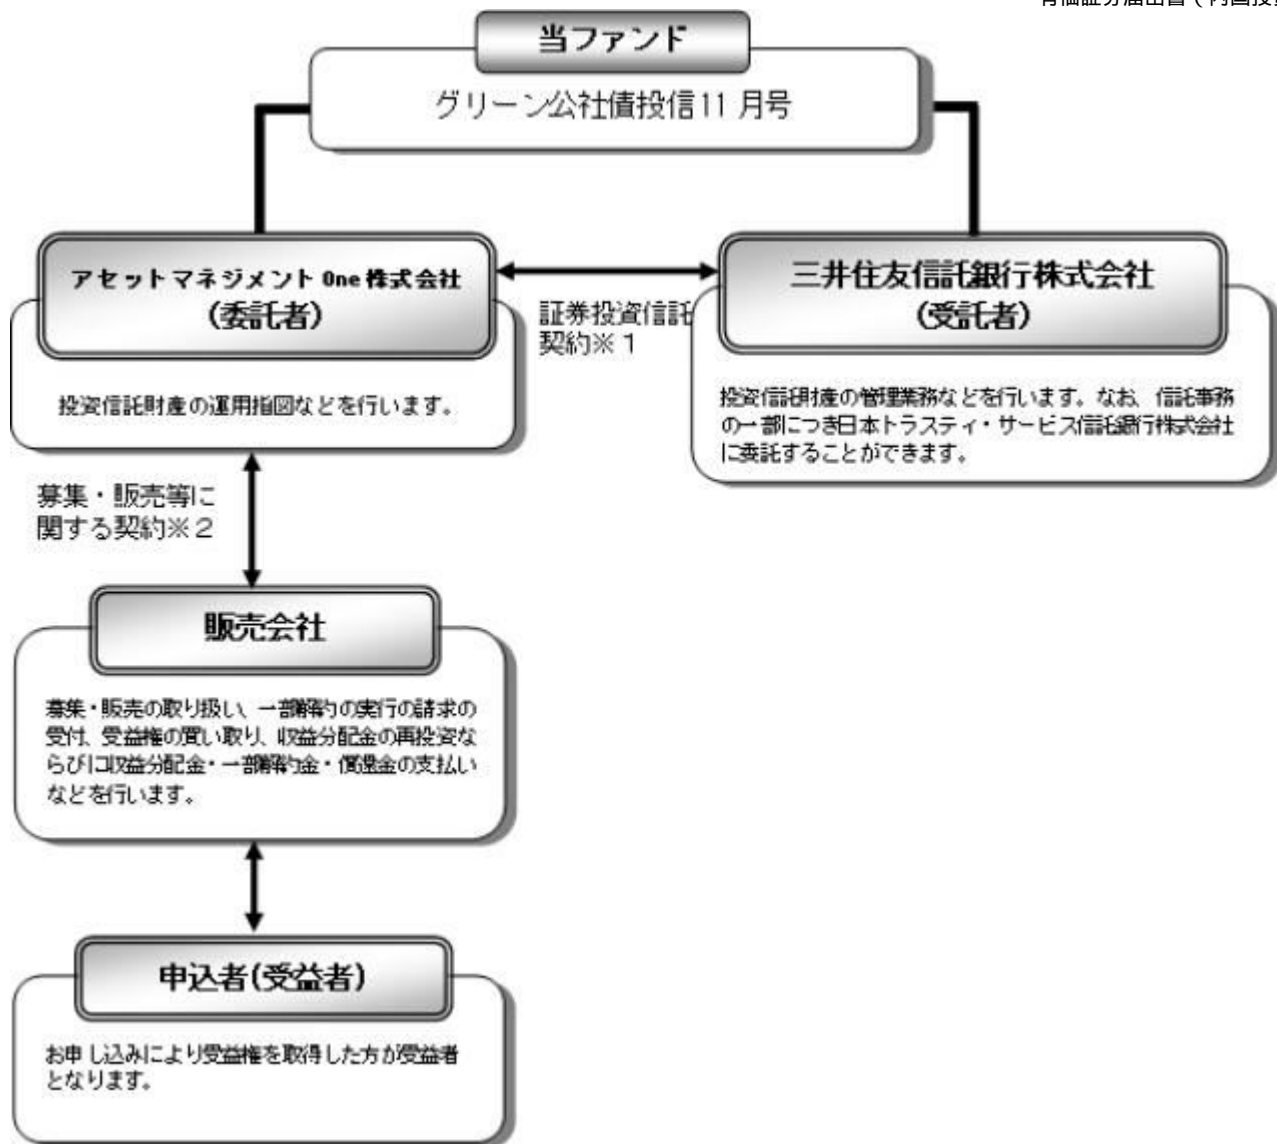 当ファンド
グリーン公社債投信11 月号
アセットマネジメント One 株式会社
(委託者)
投資信託財産の運用指図などを行います。
証券投資信託
契約※1
三井住友信託銀行株式会社
(受託者)
投資信託財産の管理業務などを行います。なお、信託事務
の一部につき日本トラスティ・サービス信託銀行株式会社
に委託することができます。
募集・販売等に
関する契約※2
販売会社
募集・販売の取り扱い、一部解約の実行の請求の
受付、受益権の買い取り、収益分配金の再投資な
らびに収益分配金・一部解約金・償還金の支払い
などを行います。
申込者(受益者)
お申し込みにより受益権を取得した方が受益者
となります。